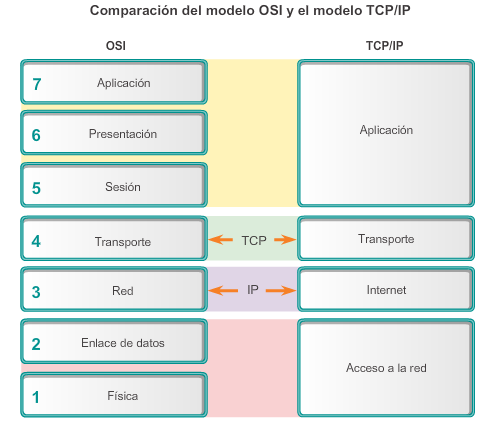 Comparación del modelo OSI y el modelo TCP/IP
OSI
TCP/IP
7 Aplicación
6 Presentación
5 Sesión
Aplicación
4 Transporte
TCP
Transporte
3 Red
IP
Internet
2 Enlace de datos
1 Física
Acceso a la red